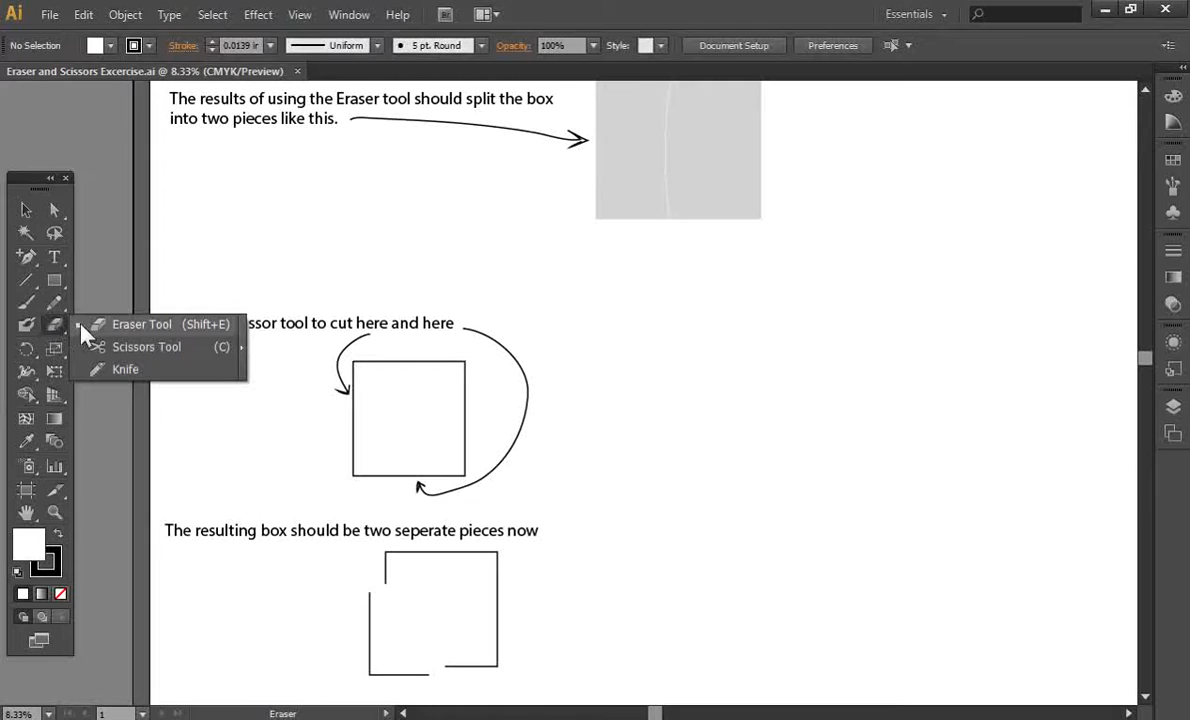 Ai File Edit Object Type Select Effect View Window Help Essentials
No Selection Stroke: 0.0139 ir Uniform 5 pt. Round Opacity: 100% Style: Document Setup Preferences
Eraser and Scissors Excercise.ai @ 8.33% (CMYK/Preview) ×
The results of using the Eraser tool should split the box
into two pieces like this.
Eraser Tool (Shift+E)
ssor tool to cut here and here
Scissors Tool (C)
Knife
The resulting box should be two seperate pieces now
8.33% 1 Eraser